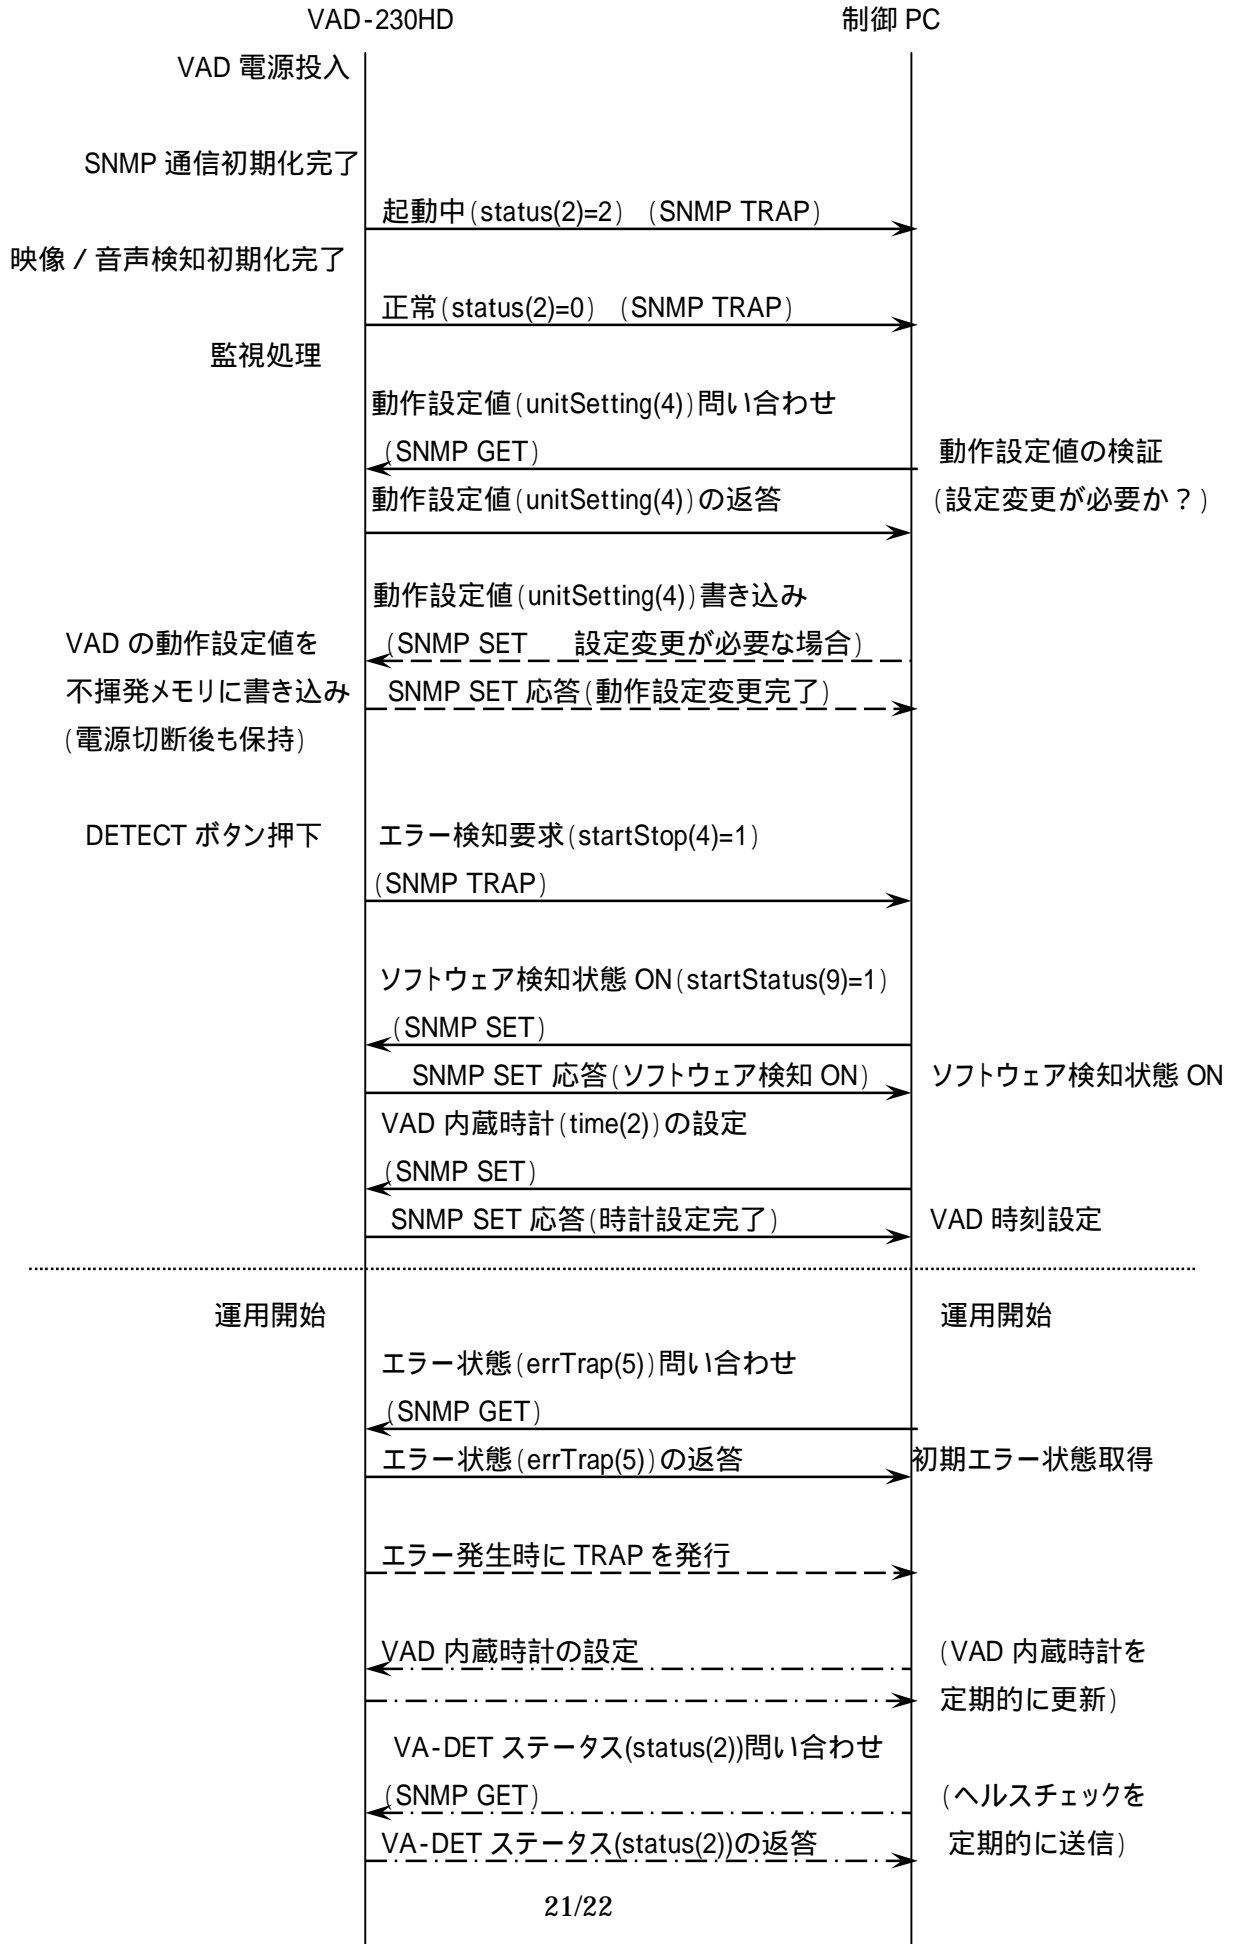 VAD-230HD 制御 PC
VAD 電源投入
SNMP 通信初期化完了
起動中(status(2)=2) (SNMP TRAP)
映像 / 音声検知初期化完了
正常(status(2)=0) (SNMP TRAP)
監視処理
動作設定値(unitSetting(4))問い合わせ
(SNMP GET) 動作設定値の検証
動作設定値(unitSetting(4))の返答 (設定変更が必要か？)
動作設定値(unitSetting(4))書き込み
VAD の動作設定値を (SNMP SET 設定変更が必要な場合)
不揮発メモリに書き込み SNMP SET 応答(動作設定変更完了)
(電源切断後も保持)
DETECT ボタン押下 エラー検知要求(startStop(4)=1)
(SNMP TRAP)
ソフトウェア検知状態 ON(startStatus(9)=1)
(SNMP SET)
SNMP SET 応答(ソフトウェア検知 ON) ソフトウェア検知状態 ON
VAD 内蔵時計(time(2))の設定
(SNMP SET)
SNMP SET 応答(時計設定完了) VAD 時刻設定
運用開始 運用開始
エラー状態(errTrap(5))問い合わせ
(SNMP GET)
エラー状態(errTrap(5))の返答 初期エラー状態取得
エラー発生時に TRAP を発行
VAD 内蔵時計の設定 (VAD 内蔵時計を
定期的に更新)
VA-DET ステータス(status(2))問い合わせ
(SNMP GET) (ヘルスチェックを
VA-DET ステータス(status(2))の返答 定期的に送信)
21/22